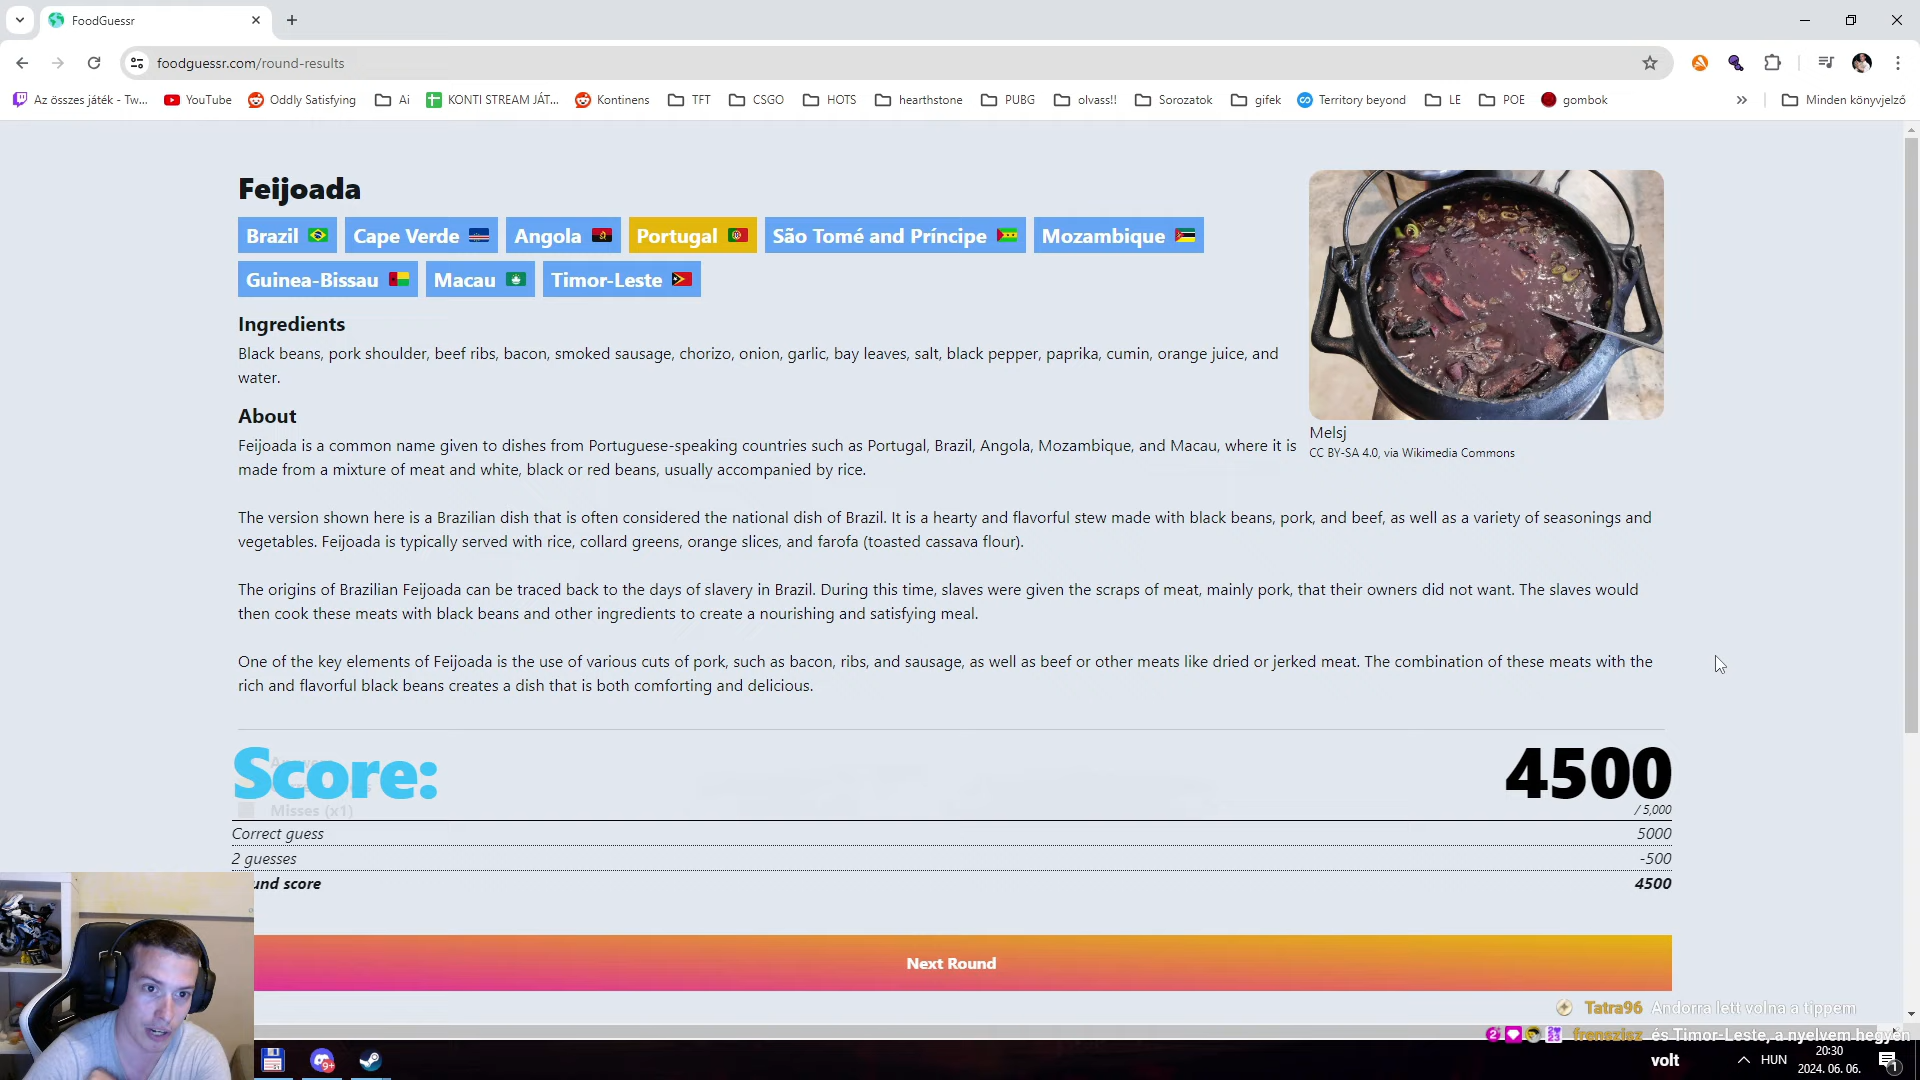 FoodGuessr
foodguessr.com/round-results
Az összes játék - Tw... YouTube Oddly Satisfying Ai KONTI STREAM JÁT... Kontinens TFT CSGO HOTS hearthstone PUBG olvass!! Sorozatok gifek Territory beyond LE POE gombok Minden könyvjelző
Feijoada
Brazil Cape Verde Angola Portugal São Tomé and Príncipe Mozambique
Guinea-Bissau Macau Timor-Leste
Ingredients
Black beans, pork shoulder, beef ribs, bacon, smoked sausage, chorizo, onion, garlic, bay leaves, salt, black pepper, paprika, cumin, orange juice, and
water.
About
Feijoada is a common name given to dishes from Portuguese-speaking countries such as Portugal, Brazil, Angola, Mozambique, and Macau, where it is
made from a mixture of meat and white, black or red beans, usually accompanied by rice.
Melsj
CC BY-SA 4.0, via Wikimedia Commons
The version shown here is a Brazilian dish that is often considered the national dish of Brazil. It is a hearty and flavorful stew made with black beans, pork, and beef, as well as a variety of seasonings and
vegetables. Feijoada is typically served with rice, collard greens, orange slices, and farofa (toasted cassava flour).
The origins of Brazilian Feijoada can be traced back to the days of slavery in Brazil. During this time, slaves were given the scraps of meat, mainly pork, that their owners did not want. The slaves would
then cook these meats with black beans and other ingredients to create a nourishing and satisfying meal.
One of the key elements of Feijoada is the use of various cuts of pork, such as bacon, ribs, and sausage, as well as beef or other meats like dried or jerked meat. The combination of these meats with the
rich and flavorful black beans creates a dish that is both comforting and delicious.
Score: 4500
/ 5,000
Misses (x1)
Correct guess 5000
2 guesses -500
und score 4500
Next Round
Tatra96 Andorra lett volna a tippem
és Timor-Leste, a nyelvem hegyén
volt
HUN
20:30
2024. 06. 06.
9+
1